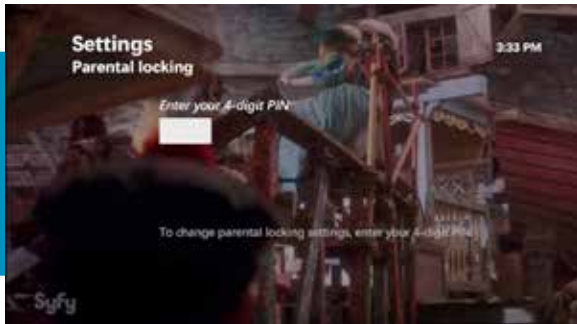 Settings
3:33 PM
Parental locking
Enter your 4-digit PIN:
To change parental locking settings, enter your 4-digit PIN.
Syfy